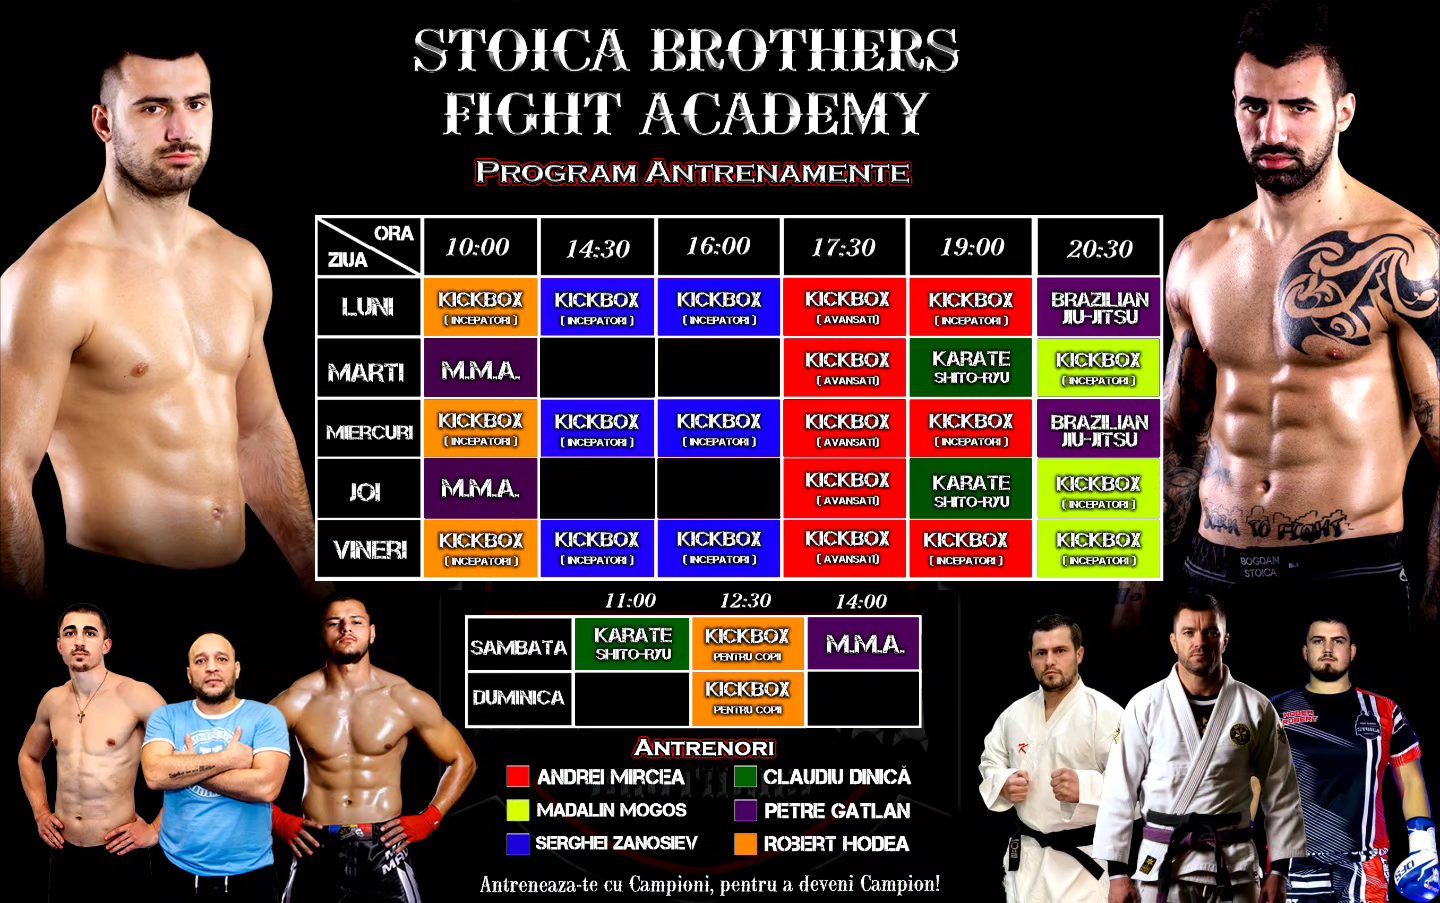 STOICA BROTHERS
FIGHT ACADEMY
PROGRAM ANTRENAMENTE
ORA
ZIUA
10:00
14:30
16:00
17:30
19:00
20:30
LUNI
KICKBOX
( INCEPATORI )
KICKBOX
( INCEPATORI )
KICKBOX
( INCEPATORI )
KICKBOX
( AVANSATI)
KICKBOX
( INCEPATORI )
BRAZILIAN
JIU-JITSU
MARTI
M.M.A.
KICKBOX
( AVANSATI)
KARATE
SHITO-RYU
KICKBOX
( INCEPATORI )
MIERCURI
KICKBOX
( INCEPATORI )
KICKBOX
( INCEPATORI )
KICKBOX
( INCEPATORI )
KICKBOX
( AVANSATI)
KICKBOX
( INCEPATORI )
BRAZILIAN
JIU-JITSU
JOI
M.M.A.
KICKBOX
( AVANSATI)
KARATE
SHITO-RYU
KICKBOX
( INCEPATORI )
VINERI
KICKBOX
( INCEPATORI )
KICKBOX
( INCEPATORI )
KICKBOX
( INCEPATORI )
KICKBOX
( AVANSATI)
KICKBOX
( INCEPATORI )
KICKBOX
( INCEPATORI )
BOGDAN
STOICA
11:00
12:30
14:00
SAMBATA
KARATE
SHITO-RYU
KICKBOX
PENTRU COPII
M.M.A.
DUMINICA
KICKBOX
PENTRU COPII
HODEA
ROBERT
STOICA
ANTRENORI
ANDREI MIRCEA
CLAUDIU DINICĂ
MADALIN MOGOS
PETRE GATLAN
SERGHEI ZANOSIEV
ROBERT HODEA
Antreneaza-te cu Campioni, pentru a deveni Campion!